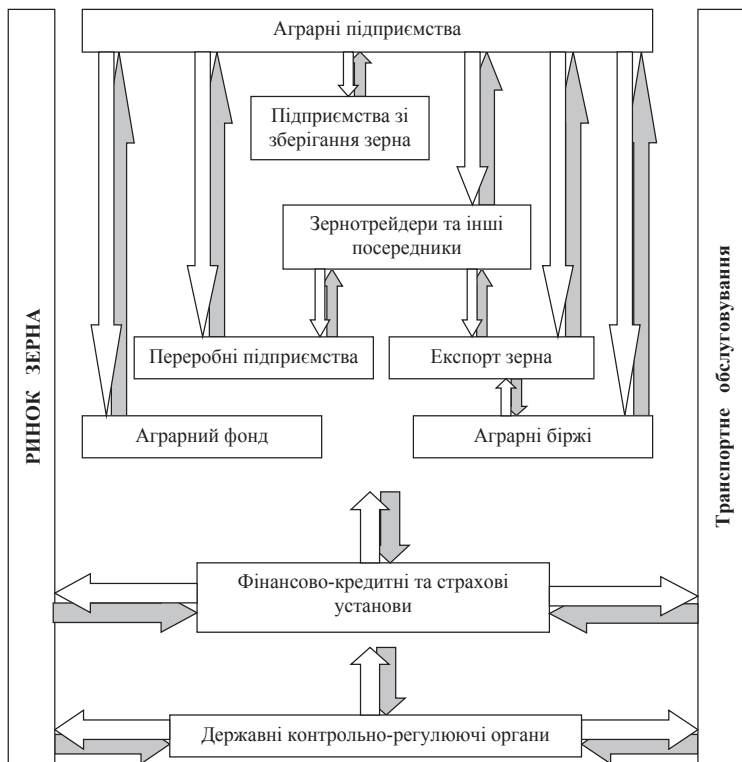 Аграрні підприємства
Підприємства зі
зберігання зерна
Зернотрейдери та інші
посередники
Переробні підприємства
Експорт зерна
Аграрний фонд
Аграрні біржі
РИНОК ЗЕРНА
Транспортне обслуговування
Фінансово-кредитні та страхові
установи
Державні контрольно-регулюючі органи